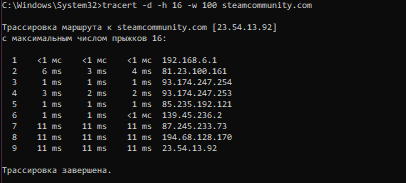 C:\Windows\System32>tracert -d -h 16 -w 100 steamcommunity.com
Трассировка маршрута к steamcommunity.com [23.54.13.92]
с максимальным числом прыжков 16:
1 <1 мс <1 мс <1 мс 192.168.6.1
2 6 ms 3 ms 4 ms 81.23.100.161
3 1 ms 1 ms 1 ms 93.174.247.254
4 3 ms 2 ms 2 ms 93.174.247.253
5 1 ms 1 ms 1 ms 85.235.192.121
6 1 ms 1 ms <1 мс 139.45.236.2
7 11 ms 11 ms 11 ms 87.245.233.73
8 11 ms 11 ms 11 ms 194.68.128.170
9 11 ms 11 ms 11 ms 23.54.13.92
Трассировка завершена.